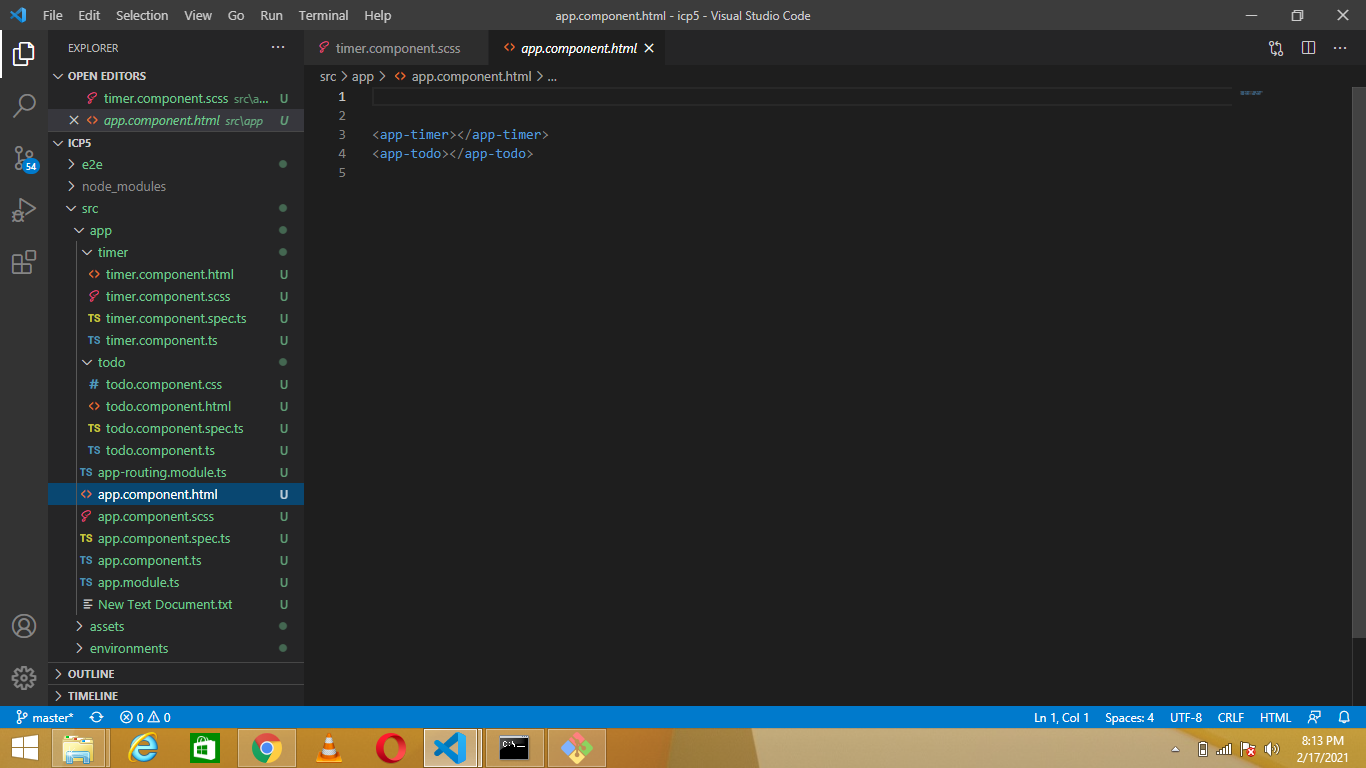 File Edit Selection View Go Run Terminal Help
app.component.html - icp5 - Visual Studio Code
EXPLORER
OPEN EDITORS
timer.component.scss src\a... U
app.component.html src\app U
ICP5
e2e
node_modules
src
app
timer
timer.component.html U
timer.component.scss U
TS timer.component.spec.ts U
TS timer.component.ts U
todo
# todo.component.css U
todo.component.html U
TS todo.component.spec.ts U
TS todo.component.ts U
TS app-routing.module.ts U
app.component.html U
app.component.scss U
TS app.component.spec.ts U
TS app.component.ts U
TS app.module.ts U
New Text Document.txt U
assets
environments
OUTLINE
TIMELINE
54
timer.component.scss
app.component.html
src > app > app.component.html > ...
1
2
3 <app-timer></app-timer>
4 <app-todo></app-todo>
5
master* 0 0
Ln 1, Col 1 Spaces: 4 UTF-8 CRLF HTML
C:\_
8:13 PM
2/17/2021